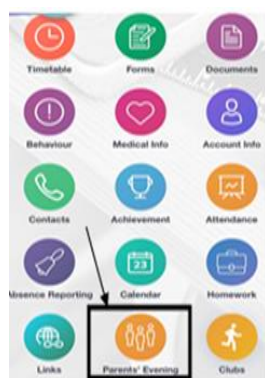 Timetable Forms Documents
Behaviour Medical Info Account Info
Contacts Achievement Attendance
23
Absence Reporting Calendar Homework
Links Parents' Evening Clubs